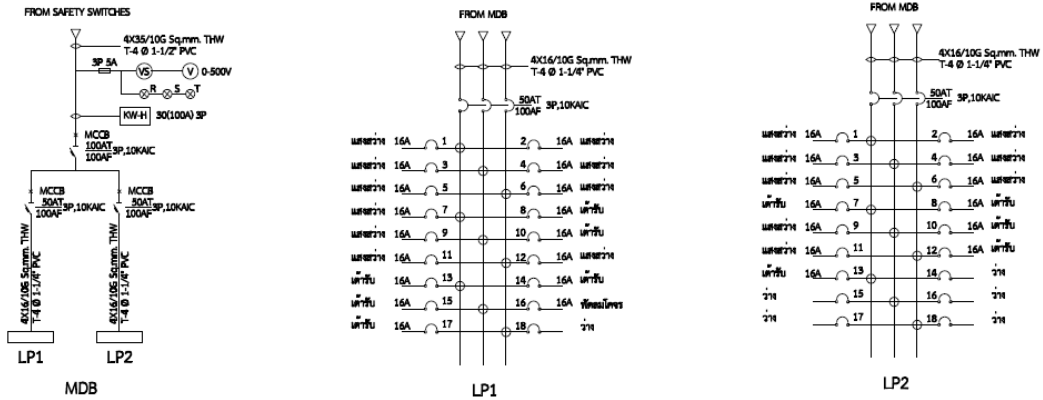 FROM SAFETY SWITCHES
4X35/10G Sq.mm. THW
T-4 Ø 1-1/2" PVC
3P 5A
VS
V
0-500V
R
S
T
KW-H
30(100A) 3P
MCCB
100AT
100AF
3P,10KAIC
MCCB
50AT
100AF
3P,10KAIC
MCCB
50AT
100AF
3P,10KAIC
4X16/10G Sq.mm. THW
T-4 Ø 1-1/4" PVC
4X16/10G Sq.mm. THW
T-4 Ø 1-1/4" PVC
LP1
LP2
MDB
FROM MDB
4X16/10G Sq.mm. THW
T-4 Ø 1-1/4" PVC
50AT
100AF
3P,10KAIC
แสงสว่าง 16A 1 2 16A แสงสว่าง
แสงสว่าง 16A 3 4 16A แสงสว่าง
แสงสว่าง 16A 5 6 16A แสงสว่าง
แสงสว่าง 16A 7 8 16A เต้ารับ
แสงสว่าง 16A 9 10 16A เต้ารับ
แสงสว่าง 16A 11 12 16A แสงสว่าง
เต้ารับ 16A 13 14 16A เต้ารับ
เต้ารับ 16A 15 16 16A พัดลมโคจร
เต้ารับ 16A 17 18 ว่าง
LP1
FROM MDB
4X16/10G Sq.mm. THW
T-4 Ø 1-1/4" PVC
50AT
100AF
3P,10KAIC
แสงสว่าง 16A 1 2 16A แสงสว่าง
แสงสว่าง 16A 3 4 16A แสงสว่าง
แสงสว่าง 16A 5 6 16A แสงสว่าง
เต้ารับ 16A 7 8 16A เต้ารับ
แสงสว่าง 16A 9 10 16A เต้ารับ
แสงสว่าง 16A 11 12 16A เต้ารับ
เต้ารับ 16A 13 14 ว่าง
ว่าง 15 16 ว่าง
ว่าง 17 18 ว่าง
LP2